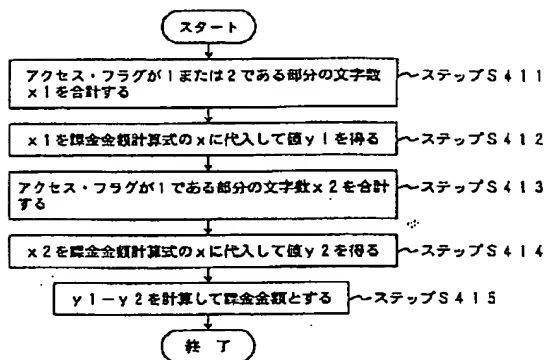 スタート
アクセス・フラグが1または2である部分の文字数
x1を合計する
~ステップS411
x1を課金金額計算式のxに代入して値y1を得る
~ステップS412
アクセス・フラグが1である部分の文字数x2を合計
する
~ステップS413
x2を課金金額計算式のxに代入して値y2を得る
~ステップS414
y1-y2を計算して課金金額とする
~ステップS415
終 了